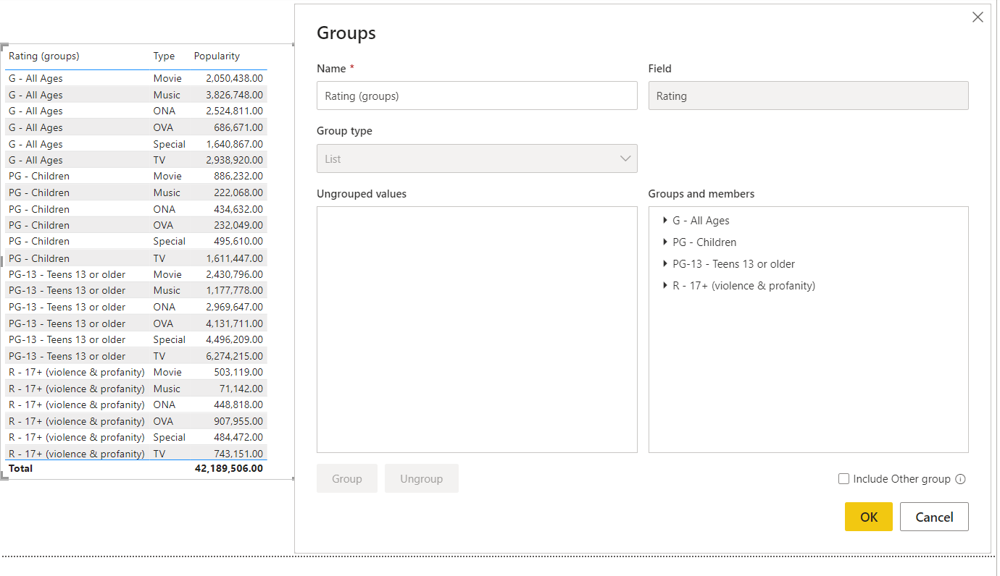 Rating (groups) Type Popularity
G - All Ages Movie 2,050,438.00
G - All Ages Music 3,826,748.00
G - All Ages ONA 2,524,811.00
G - All Ages OVA 686,671.00
G - All Ages Special 1,640,867.00
G - All Ages TV 2,938,920.00
PG - Children Movie 886,232.00
PG - Children Music 222,068.00
PG - Children ONA 434,632.00
PG - Children OVA 232,049.00
PG - Children Special 495,610.00
PG - Children TV 1,611,447.00
PG-13 - Teens 13 or older Movie 2,430,796.00
PG-13 - Teens 13 or older Music 1,177,778.00
PG-13 - Teens 13 or older ONA 2,969,647.00
PG-13 - Teens 13 or older OVA 4,131,711.00
PG-13 - Teens 13 or older Special 4,496,209.00
PG-13 - Teens 13 or older TV 6,274,215.00
R - 17+ (violence & profanity) Movie 503,119.00
R - 17+ (violence & profanity) Music 71,142.00
R - 17+ (violence & profanity) ONA 448,818.00
R - 17+ (violence & profanity) OVA 907,955.00
R - 17+ (violence & profanity) Special 484,472.00
R - 17+ (violence & profanity) TV 743,151.00
Total 42,189,506.00
Groups
Name *
Rating (groups)
Field
Rating
Group type
List
Ungrouped values
Groups and members
G - All Ages
PG - Children
PG-13 - Teens 13 or older
R - 17+ (violence & profanity)
Group
Ungroup
Include Other group
OK
Cancel